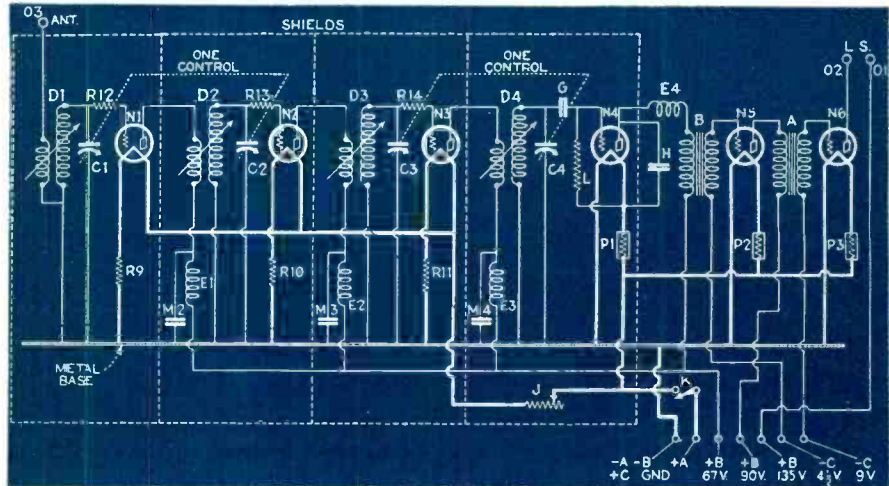 03 ANT.
SHIELDS
L. S.
02 01
ONE CONTROL
ONE CONTROL
D1 R12 N1 D2 R13 N2 D3 R14 N3 D4 G N4 E4 B N5 A N6
C1 C2 C3 C4 L H
P1 P2 P3
R9 E1 R10 E2 R11 E3
M2 M3 M4
METAL BASE
J K
-A -B +A +B +B +B -C -C
+C GND 67V. 90V. 135V. 4½V. 9V